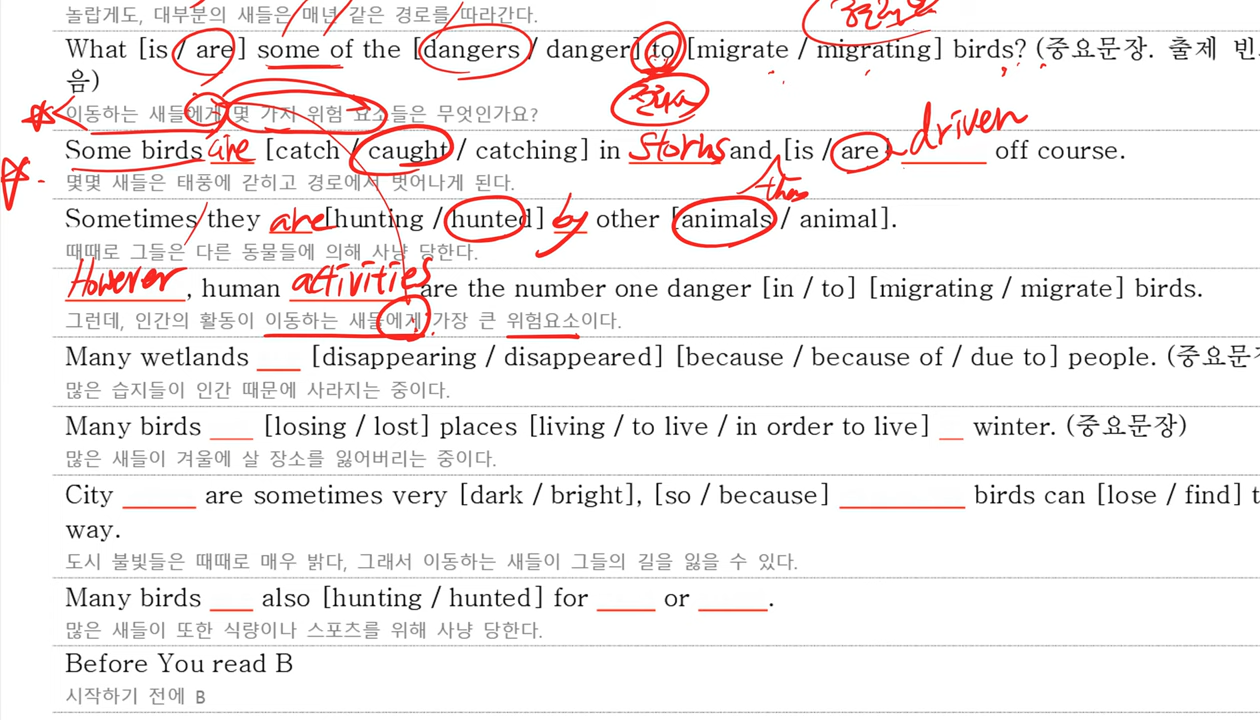 놀랍게도, 대부분의 새들은 매년 같은 경로를 따라간다.
What [is / are] some of the [dangers / danger] to [migrate / migrating] birds? (중요문장. 출제 빈
음)
전치사
이동하는 새들에게 몇 가지 위험 요소들은 무엇인가요?
Some birds are [catch / caught / catching] in storms and [is / are] driven off course.
they
몇몇 새들은 태풍에 갇히고 경로에서 벗어나게 된다.
Sometimes they are [hunting / hunted] by other [animals / animal].
때때로 그들은 다른 동물들에 의해 사냥 당한다.
However, human activities are the number one danger [in / to] [migrating / migrate] birds.
그런데, 인간의 활동이 이동하는 새들에게 가장 큰 위험요소이다.
Many wetlands ___ [disappearing / disappeared] [because / because of / due to] people. (중요문
많은 습지들이 인간 때문에 사라지는 중이다.
Many birds ___ [losing / lost] places [living / to live / in order to live] __ winter. (중요문장)
많은 새들이 겨울에 살 장소를 잃어버리는 중이다.
City _____ are sometimes very [dark / bright], [so / because] _________ birds can [lose / find] t
way.
도시 불빛들은 때때로 매우 밝다, 그래서 이동하는 새들이 그들의 길을 잃을 수 있다.
Many birds ___ also [hunting / hunted] for ____ or _____.
많은 새들이 또한 식량이나 스포츠를 위해 사냥 당한다.
Before You read B
시작하기 전에 B